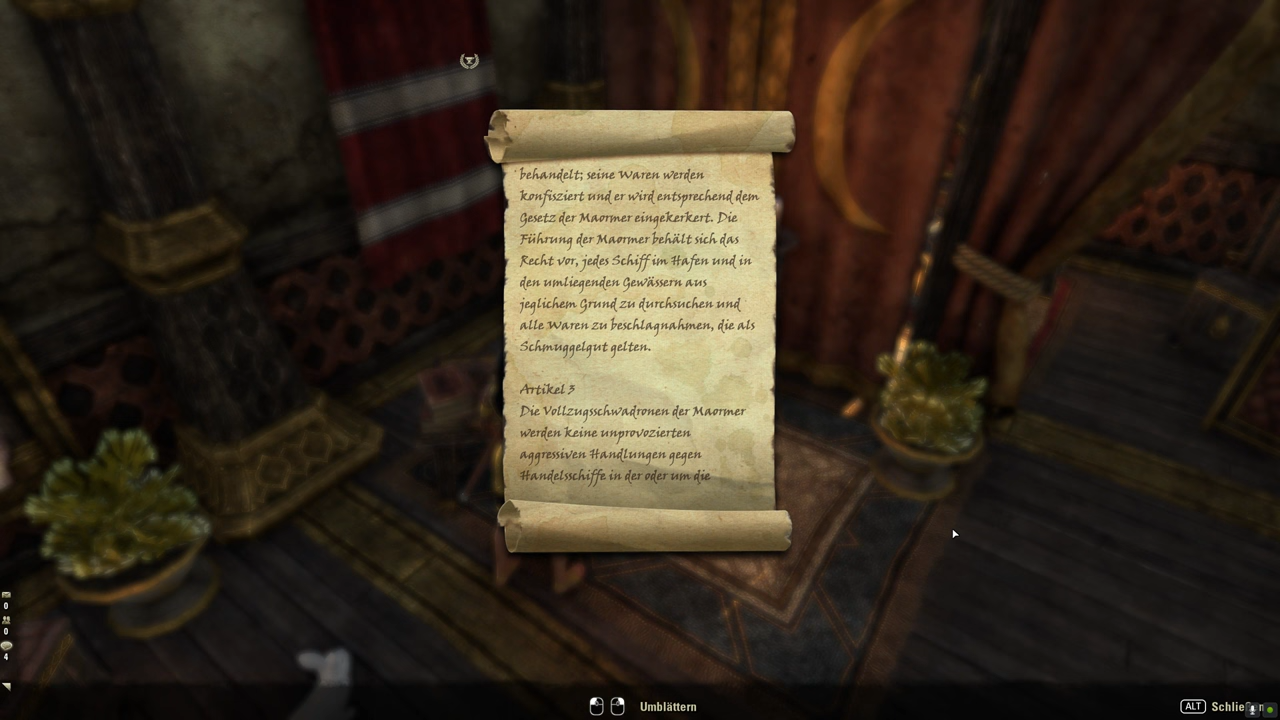 behandelt; seine Waren werden
konfisziert und er wird entsprechend dem
Gesetz der Maormer eingekerkert. Die
Führung der Maormer behält sich das
Recht vor, jedes Schiff im Hafen und in
den umliegenden Gewässern aus
jeglichem Grund zu durchsuchen und
alle Waren zu beschlagnahmen, die als
Schmuggelgut gelten.
Artikel 3
Die Vollzugsschwadronen der Maormer
werden keine unprovozierten
aggressiven Handlungen gegen
Handelsschiffe in der oder um die
0
0
4
Umblättern
ALT